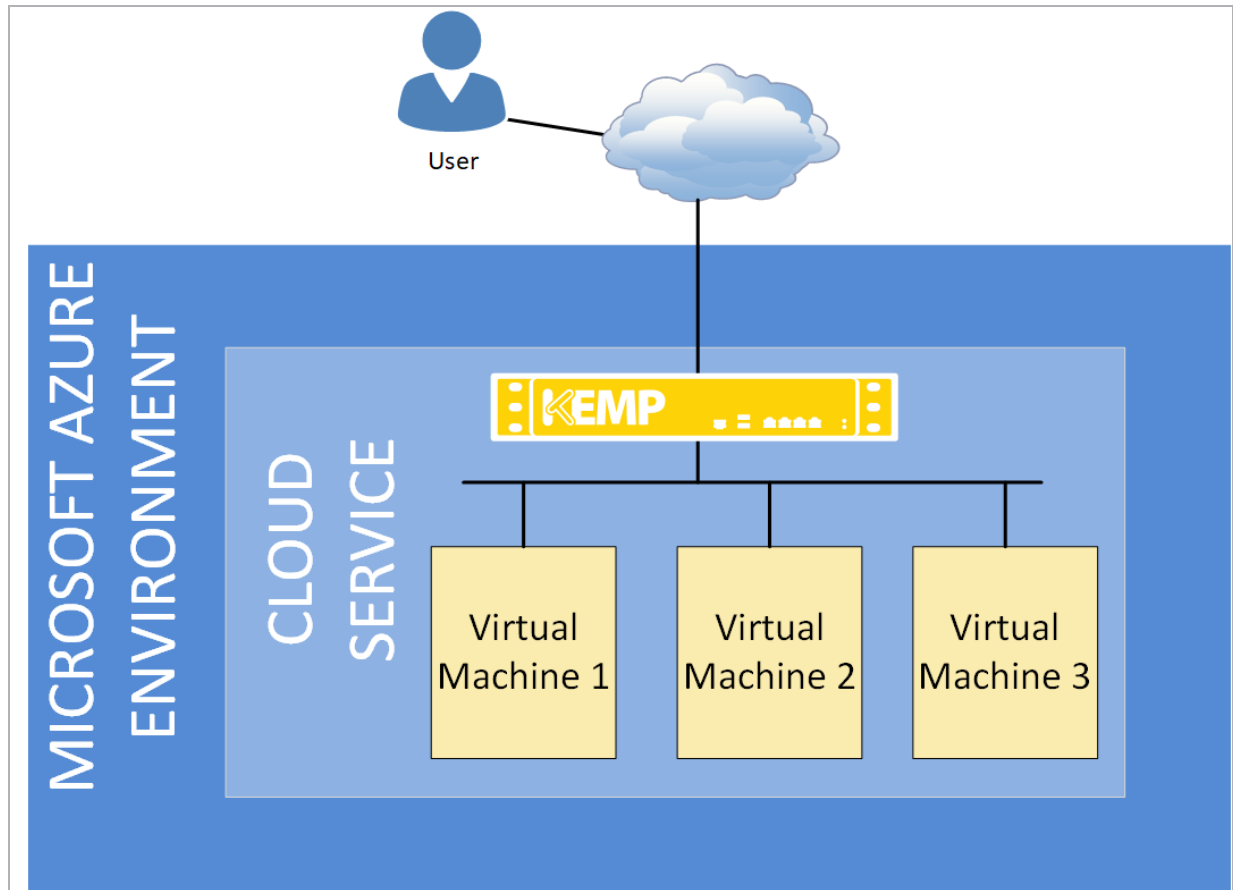 User
MICROSOFT AZURE
ENVIRONMENT
CLOUD
SERVICE
KEMP
Virtual
Machine 1
Virtual
Machine 2
Virtual
Machine 3